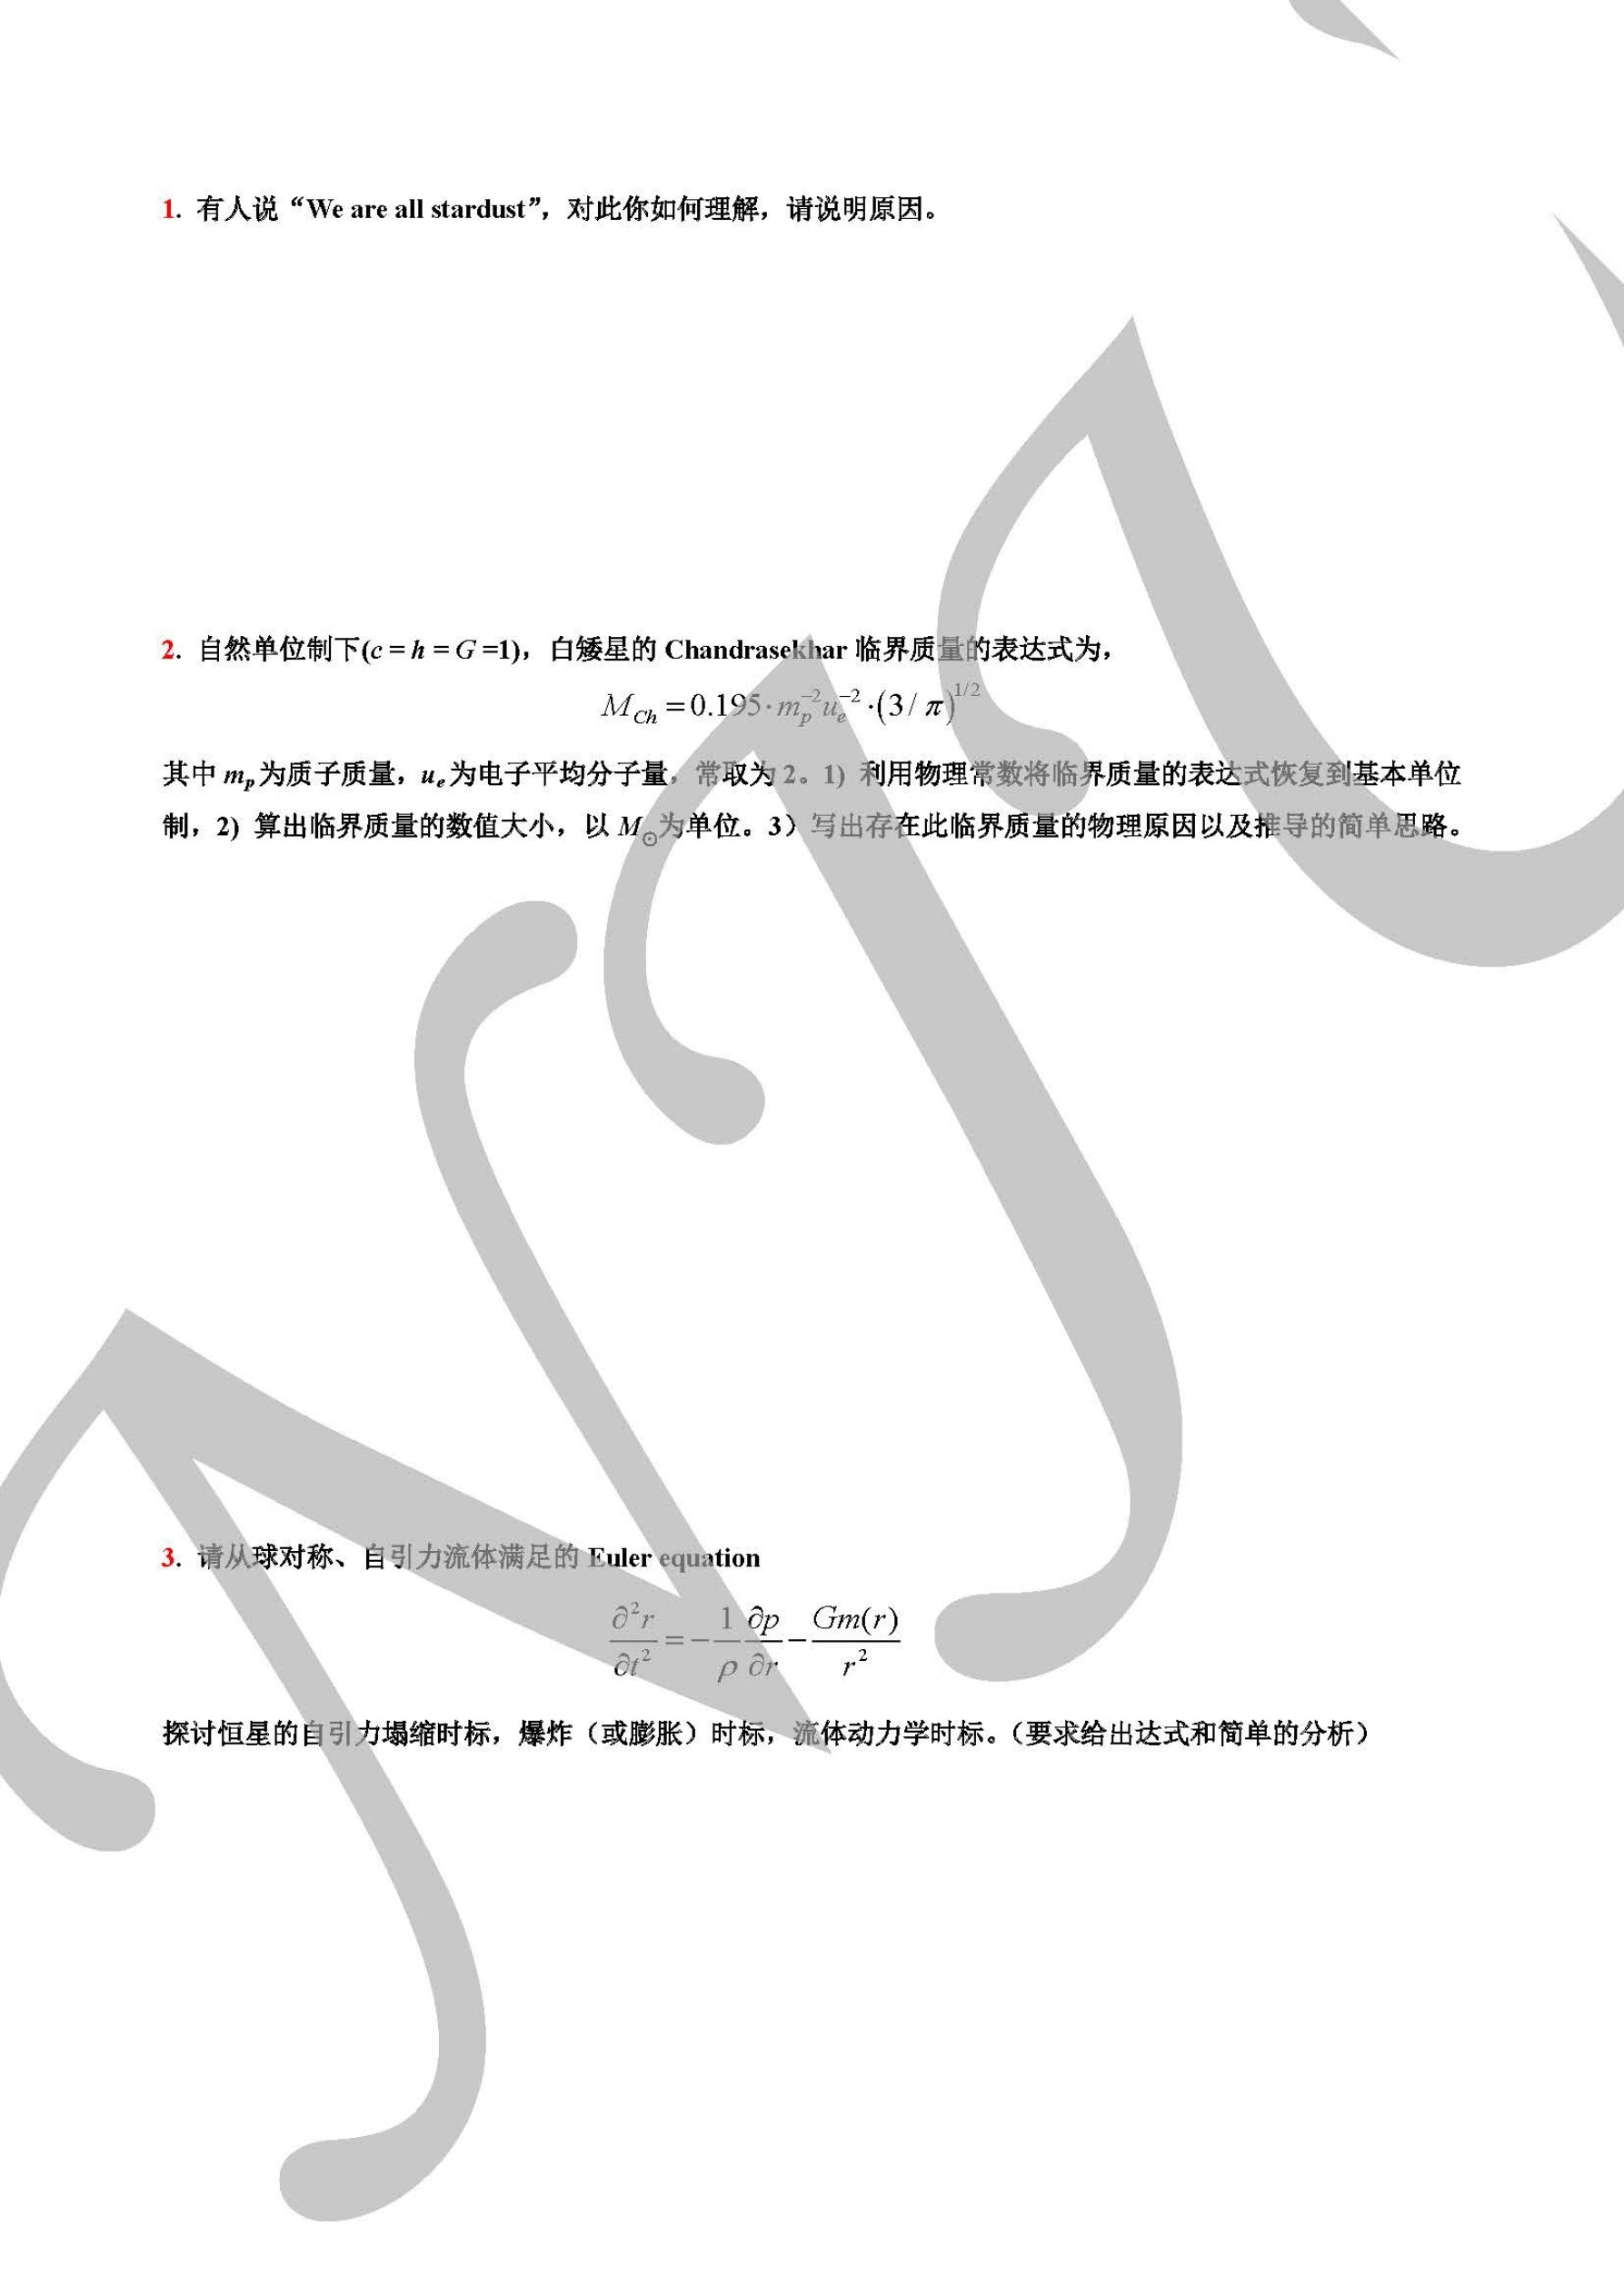 1. 有人说“We are all stardust”,对此你如何理解,请说明原因。
2. 自然单位制下(c = h = G =1),白矮星的 Chandrasekhar 临界质量的表达式为,
M_{Ch} = 0.195·m_p^{-2}u_e^{-2}·(3/π)^{1/2}
其中 m_p 为质子质量,u_e 为电子平均分子量,常取为 2。1) 利用物理常数将临界质量的表达式恢复到基本单位
制,2) 算出临界质量的数值大小,以 M_⊙ 为单位。3)写出存在此临界质量的物理原因以及推导的简单思路。
3. 请从球对称、自引力流体满足的 Euler equation
∂²r/∂t² = −(1/ρ)(∂p/∂r) − Gm(r)/r²
探讨恒星的自引力塌缩时标,爆炸(或膨胀)时标,流体动力学时标。(要求给出达式和简单的分析)